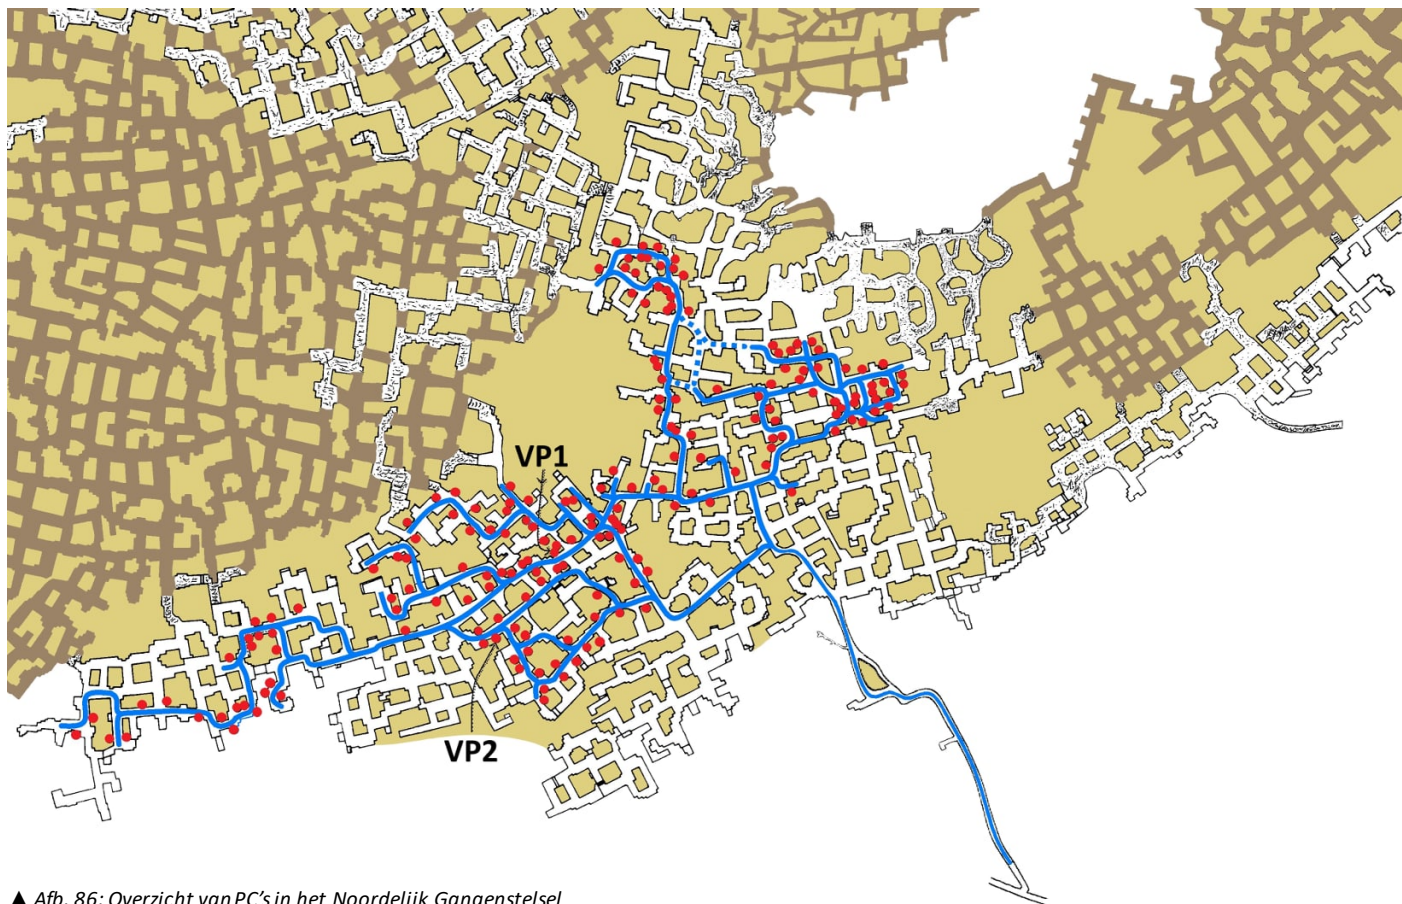 VP1
VP2
▲ Afb. 86: Overzicht van PC's in het Noordelijk Gangenstelsel